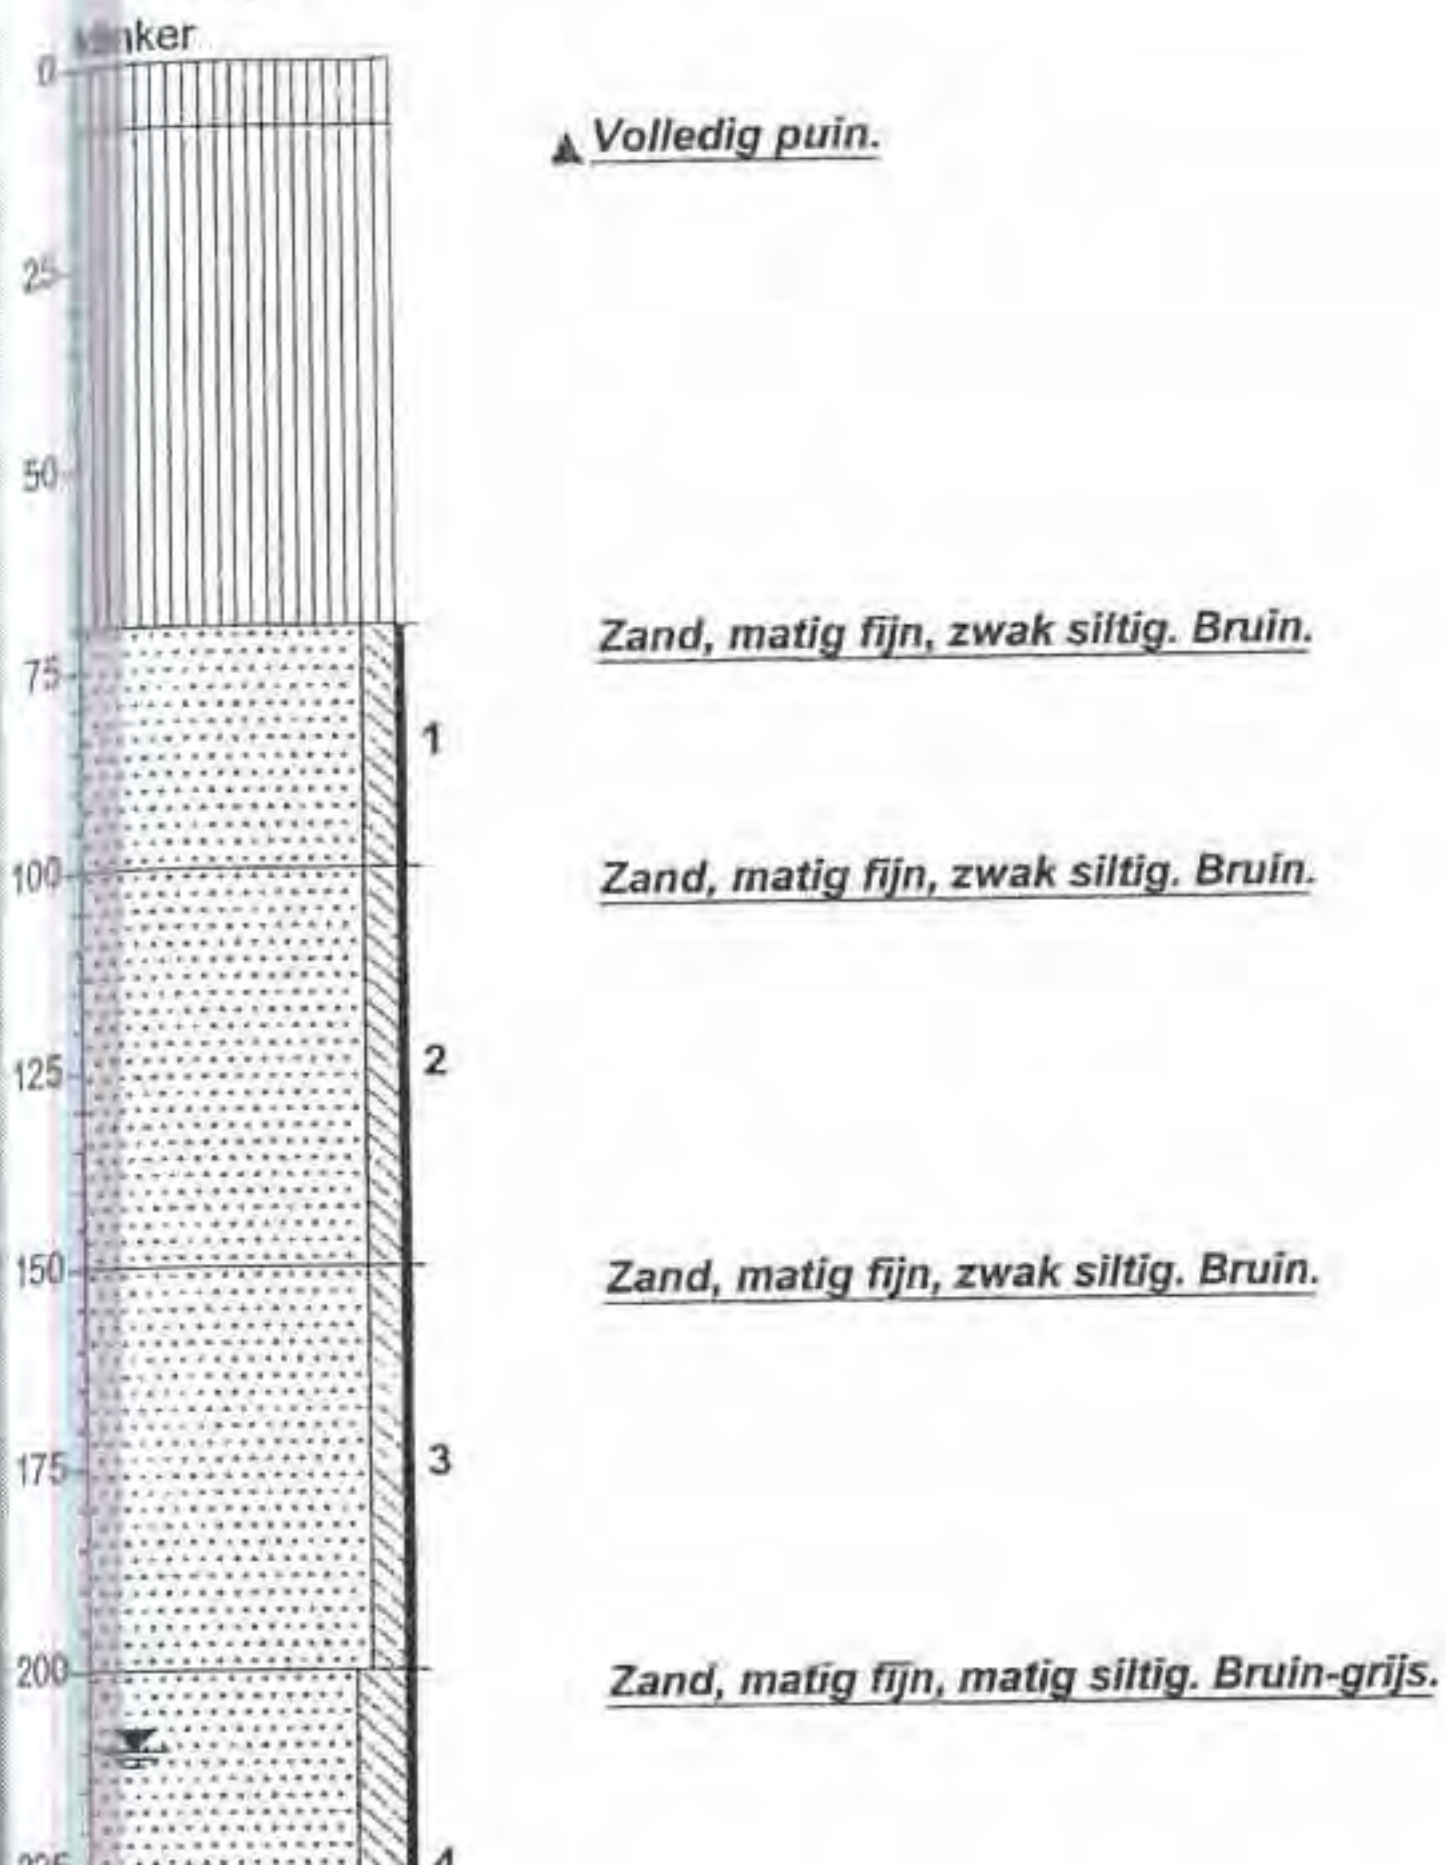 0
▲ Volledig puin.
25
50
Zand, matig fijn, zwak siltig. Bruin.
75
1
100
Zand, matig fijn, zwak siltig. Bruin.
2
125
150
Zand, matig fijn, zwak siltig. Bruin.
3
175
200
Zand, matig fijn, matig siltig. Bruin-grijs.
4